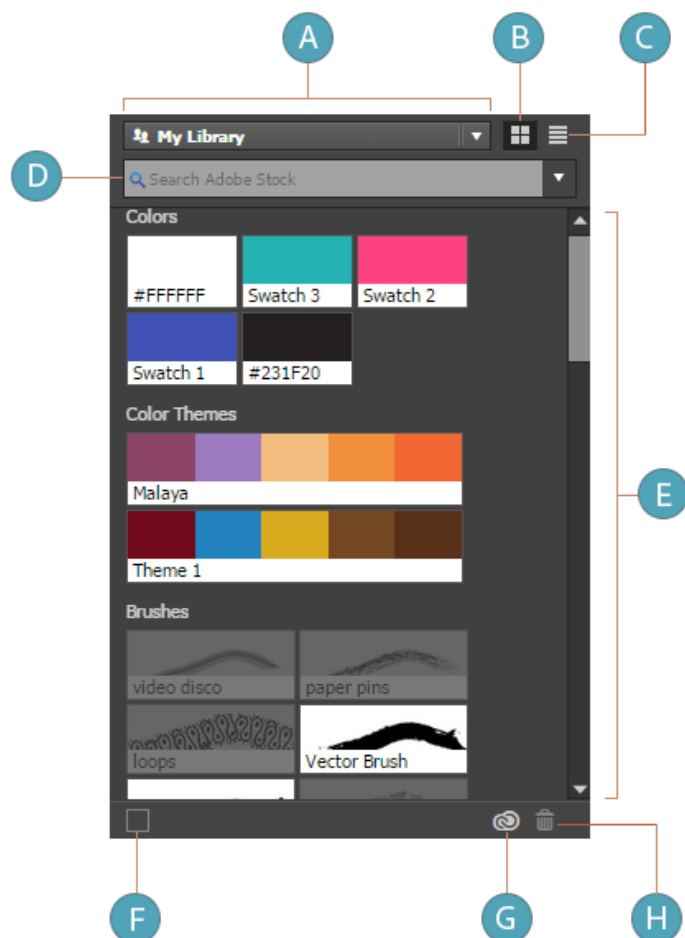 A
B
C
My Library
D
Search Adobe Stock
Colors
#FFFFFF
Swatch 3
Swatch 2
Swatch 1
#231F20
Color Themes
Malaya
E
Theme 1
Brushes
video disco
paper pins
loops
Vector Brush
F
G
H